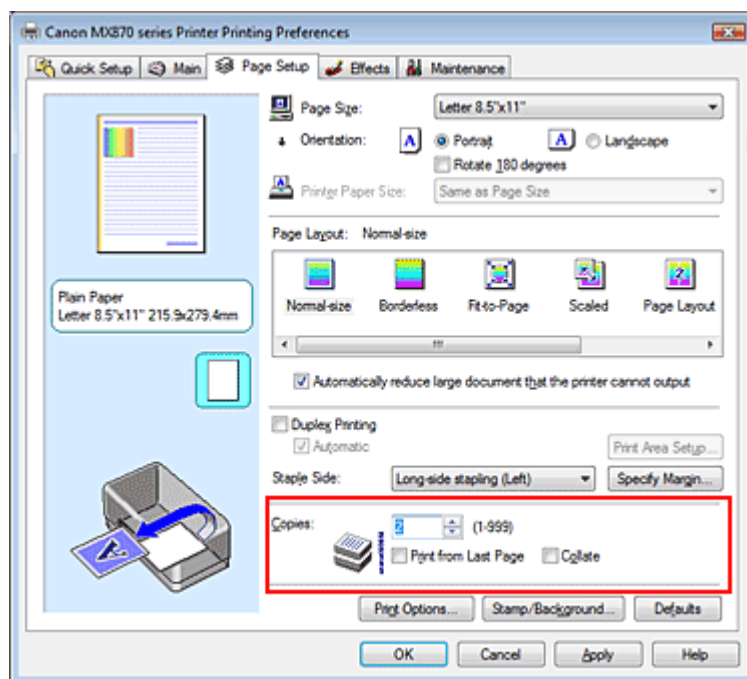 Canon MX870 series Printer Printing Preferences
Quick Setup Main Page Setup Effects Maintenance
Page Size: Letter 8.5"x11"
Orientation: A Portrait A Landscape
Rotate 180 degrees
Printer Paper Size: Same as Page Size
Page Layout: Normal-size
Normal-size Borderless Fit-to-Page Scaled Page Layout
Plain Paper
Letter 8.5"x11" 215.9x279.4mm
Automatically reduce large document that the printer cannot output
Duplex Printing
Automatic
Print Area Setup...
Staple Side: Long-side stapling (Left) Specify Margin...
Copies: 2 (1-999)
Print from Last Page Collate
Print Options... Stamp/Background... Defaults
OK Cancel Apply Help